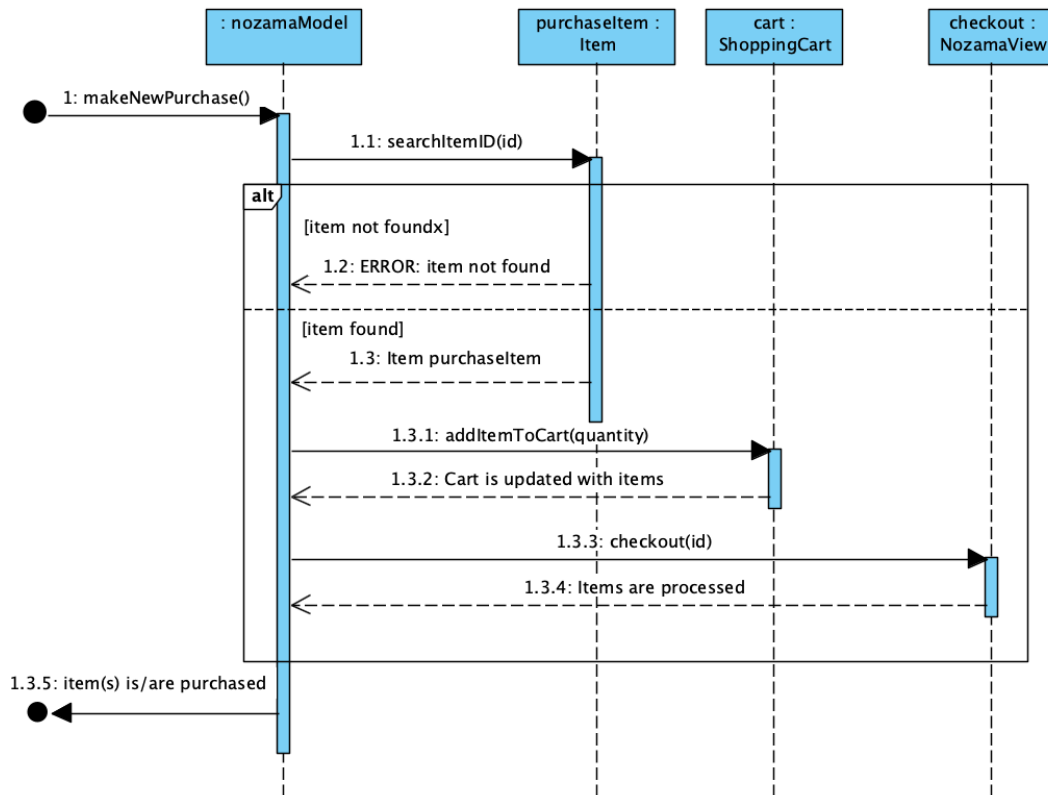 : nozamaModel
purchaseItem :
Item
cart :
ShoppingCart
checkout :
NozamaView
1: makeNewPurchase()
1.1: searchItemID(id)
alt
[item not foundx]
1.2: ERROR: item not found
[item found]
1.3: Item purchaseItem
1.3.1: addItemToCart(quantity)
1.3.2: Cart is updated with items
1.3.3: checkout(id)
1.3.4: Items are processed
1.3.5: item(s) is/are purchased